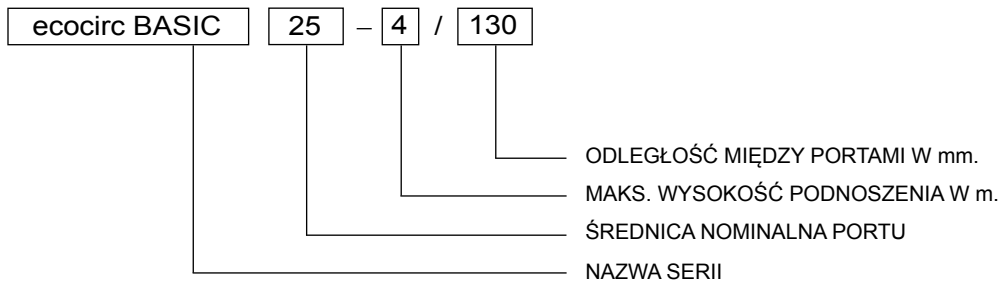 ecocirc BASIC 25 – 4 / 130
ODLEGŁOŚĆ MIĘDZY PORTAMI W mm.
MAKS. WYSOKOŚĆ PODNOSZENIA W m.
ŚREDNICA NOMINALNA PORTU
NAZWA SERII